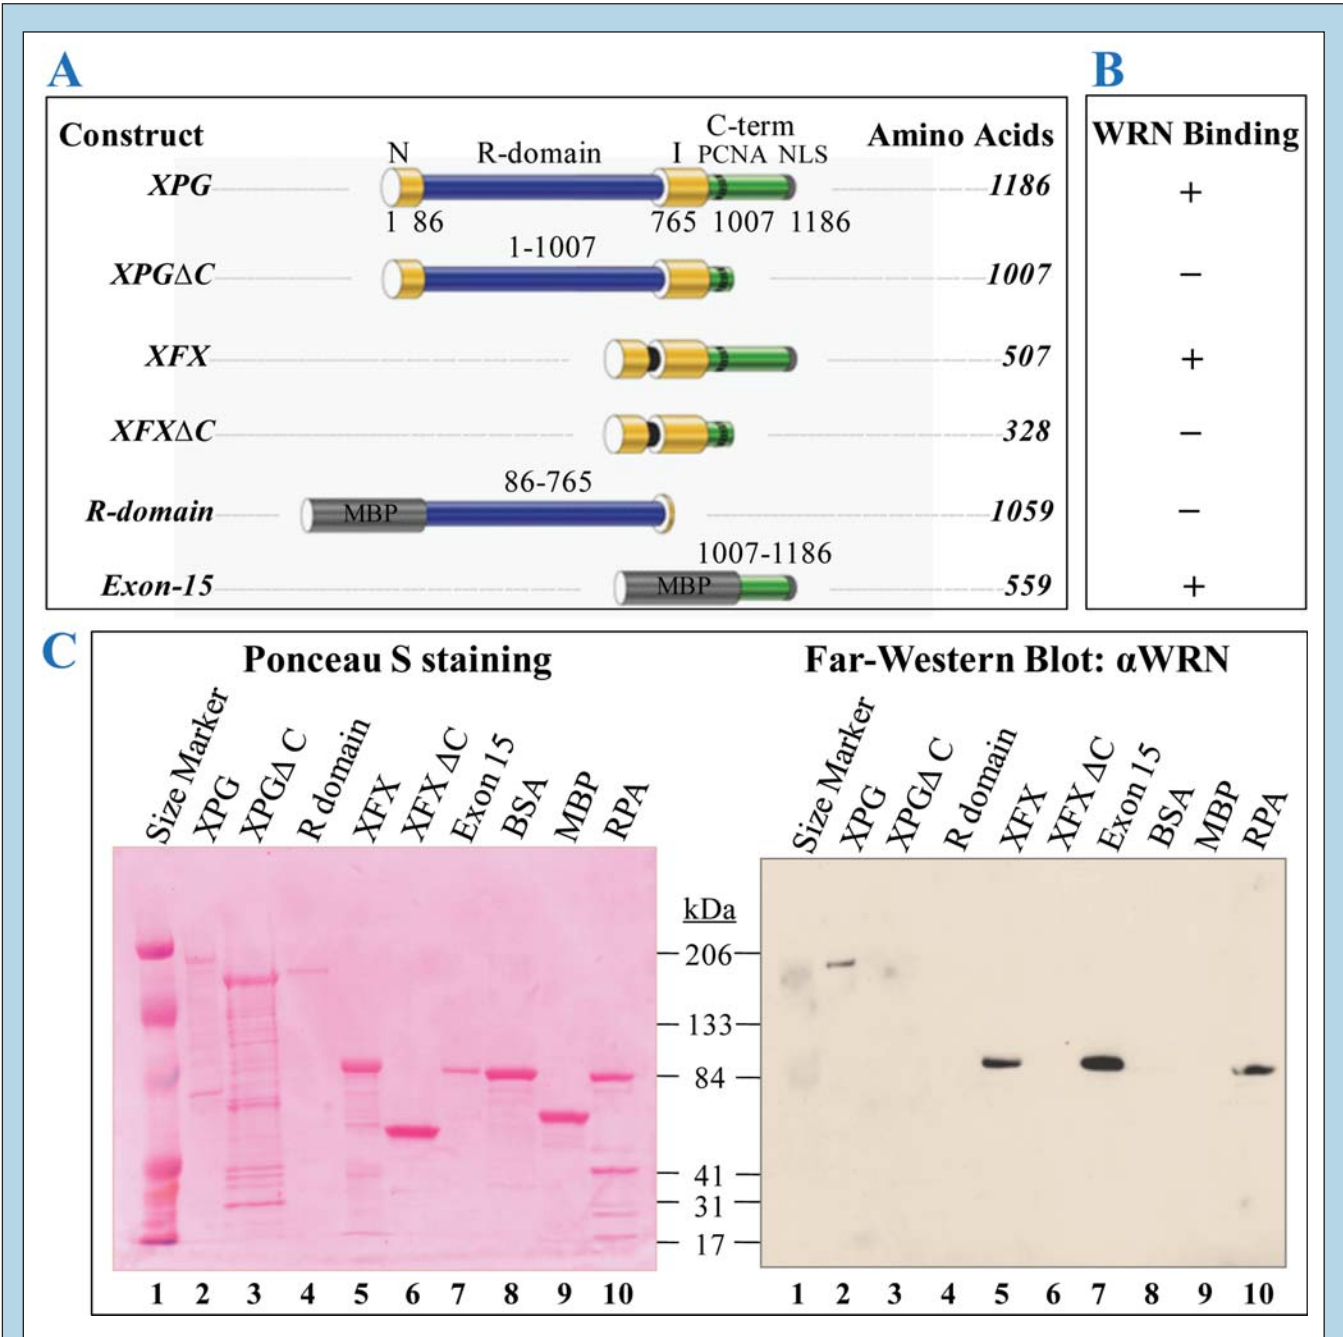 A
B
Construct
N R-domain I C-term
PCNA NLS
Amino Acids
WRN Binding
XPG 1186 +
1 86 765 1007 1186
1-1007
XPGΔC 1007 −
XFX 507 +
XFXΔC 328 −
86-765
R-domain MBP 1059 −
1007-1186
Exon-15 MBP 559 +
C
Ponceau S staining
Size Marker
XPG
XPGΔ C
R domain
XFX
XFX ΔC
Exon 15
BSA
MBP
RPA
kDa
206
133
84
41
31
17
1 2 3 4 5 6 7 8 9 10
Far-Western Blot: αWRN
Size Marker
XPG
XPGΔ C
R domain
XFX
XFX ΔC
Exon 15
BSA
MBP
RPA
1 2 3 4 5 6 7 8 9 10